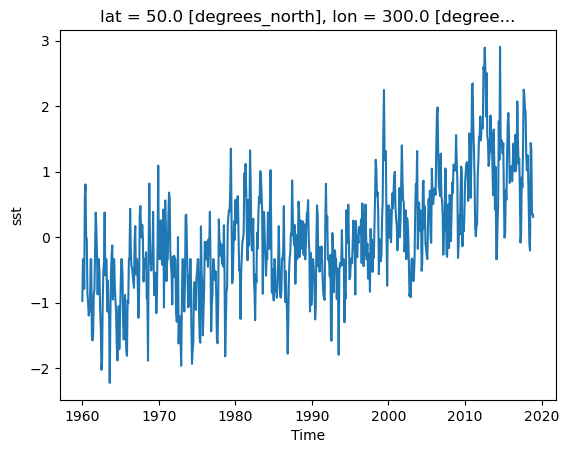 lat = 50.0 [degrees_north], lon = 300.0 [degree...
3
2
1
0
−1
−2
sst
1960 1970 1980 1990 2000 2010 2020
Time